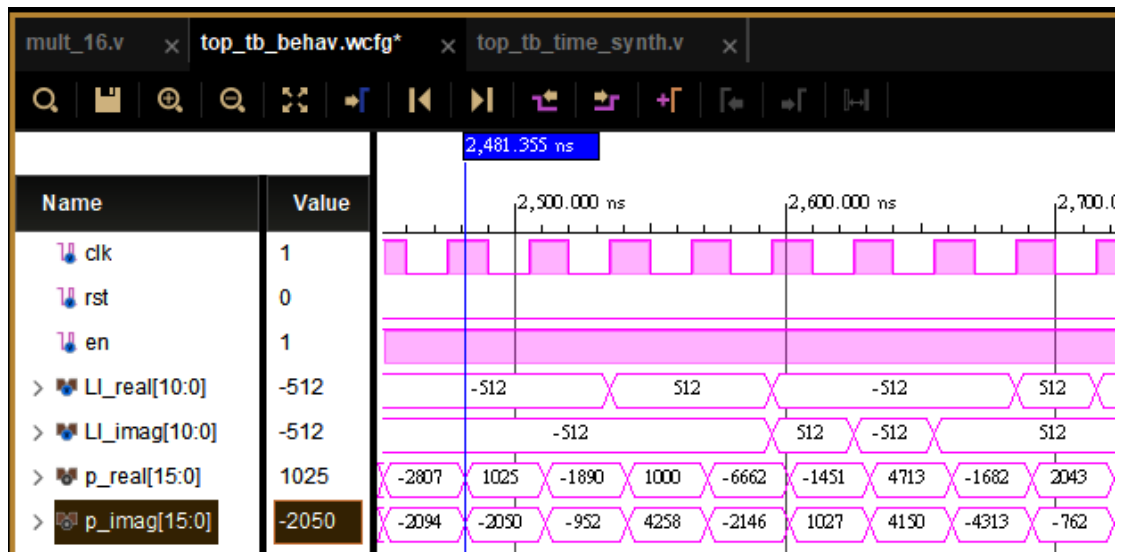 mult_16.v × top_tb_behav.wcfg* × top_tb_time_synth.v ×
2,481.355 ns
Name Value 2,500.000 ns 2,600.000 ns 2,700.0
clk 1
rst 0
en 1
LI_real[10:0] -512 -512 512 -512 512
LI_imag[10:0] -512 -512 512 -512 512
p_real[15:0] 1025 -2807 1025 -1890 1000 -6662 -1451 4713 -1682 2043
p_imag[15:0] -2050 -2094 -2050 -952 4258 -2146 1027 4150 -4313 -762